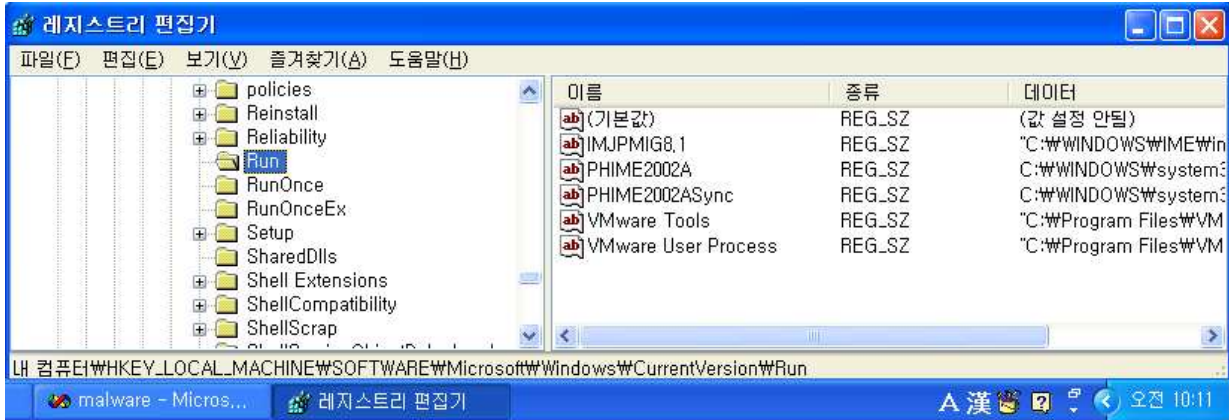 레지스트리 편집기
파일(F) 편집(E) 보기(V) 즐겨찾기(A) 도움말(H)
policies
Reinstall
Reliability
Run
RunOnce
RunOnceEx
Setup
SharedDlls
Shell Extensions
ShellCompatibility
ShellScrap
이름 종류 데이터
(기본값) REG_SZ (값 설정 안됨)
IMJPMIG8.1 REG_SZ "C:₩WINDOWS₩IME₩im
PHIME2002A REG_SZ C:₩WINDOWS₩system3
PHIME2002ASync REG_SZ C:₩WINDOWS₩system3
VMware Tools REG_SZ "C:₩Program Files₩VM
VMware User Process REG_SZ "C:₩Program Files₩VM
내 컴퓨터₩HKEY_LOCAL_MACHINE₩SOFTWARE₩Microsoft₩Windows₩CurrentVersion₩Run
malware - Micros... 레지스트리 편집기 A 漢 오전 10:11